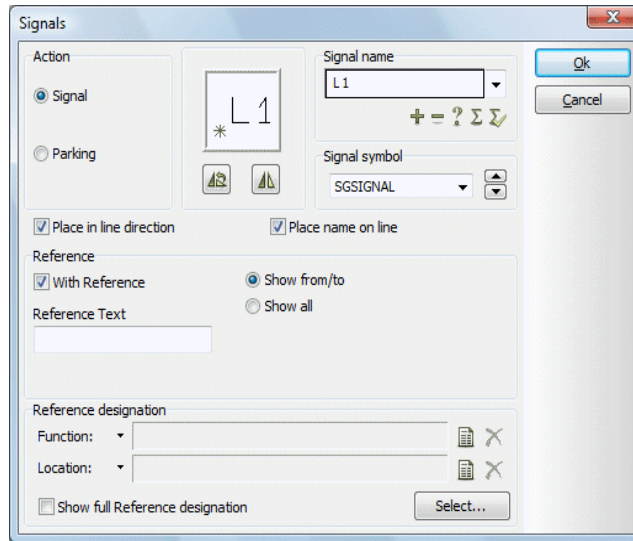 Signals
Action
Signal
Parking
L 1
Signal name
L 1
Signal symbol
SGSIGNAL
Ok
Cancel
Place in line direction
Place name on line
Reference
With Reference
Show from/to
Show all
Reference Text
Reference designation
Function:
Location:
Show full Reference designation
Select...